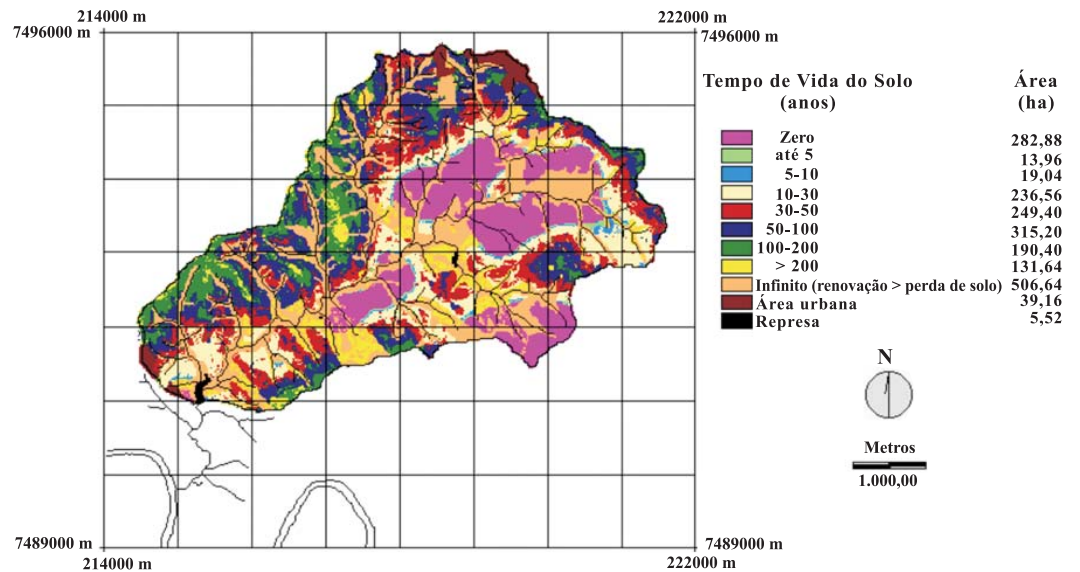 214000 m
222000 m
7496000 m
7496000 m
Tempo de Vida do Solo (anos)
Área (ha)
Zero 282,88
até 5 13,96
5-10 19,04
10-30 236,56
30-50 249,40
50-100 315,20
100-200 190,40
> 200 131,64
Infinito (renovação > perda de solo) 506,64
Área urbana 39,16
Represa 5,52
N
Metros
1.000,00
7489000 m
7489000 m
214000 m
222000 m